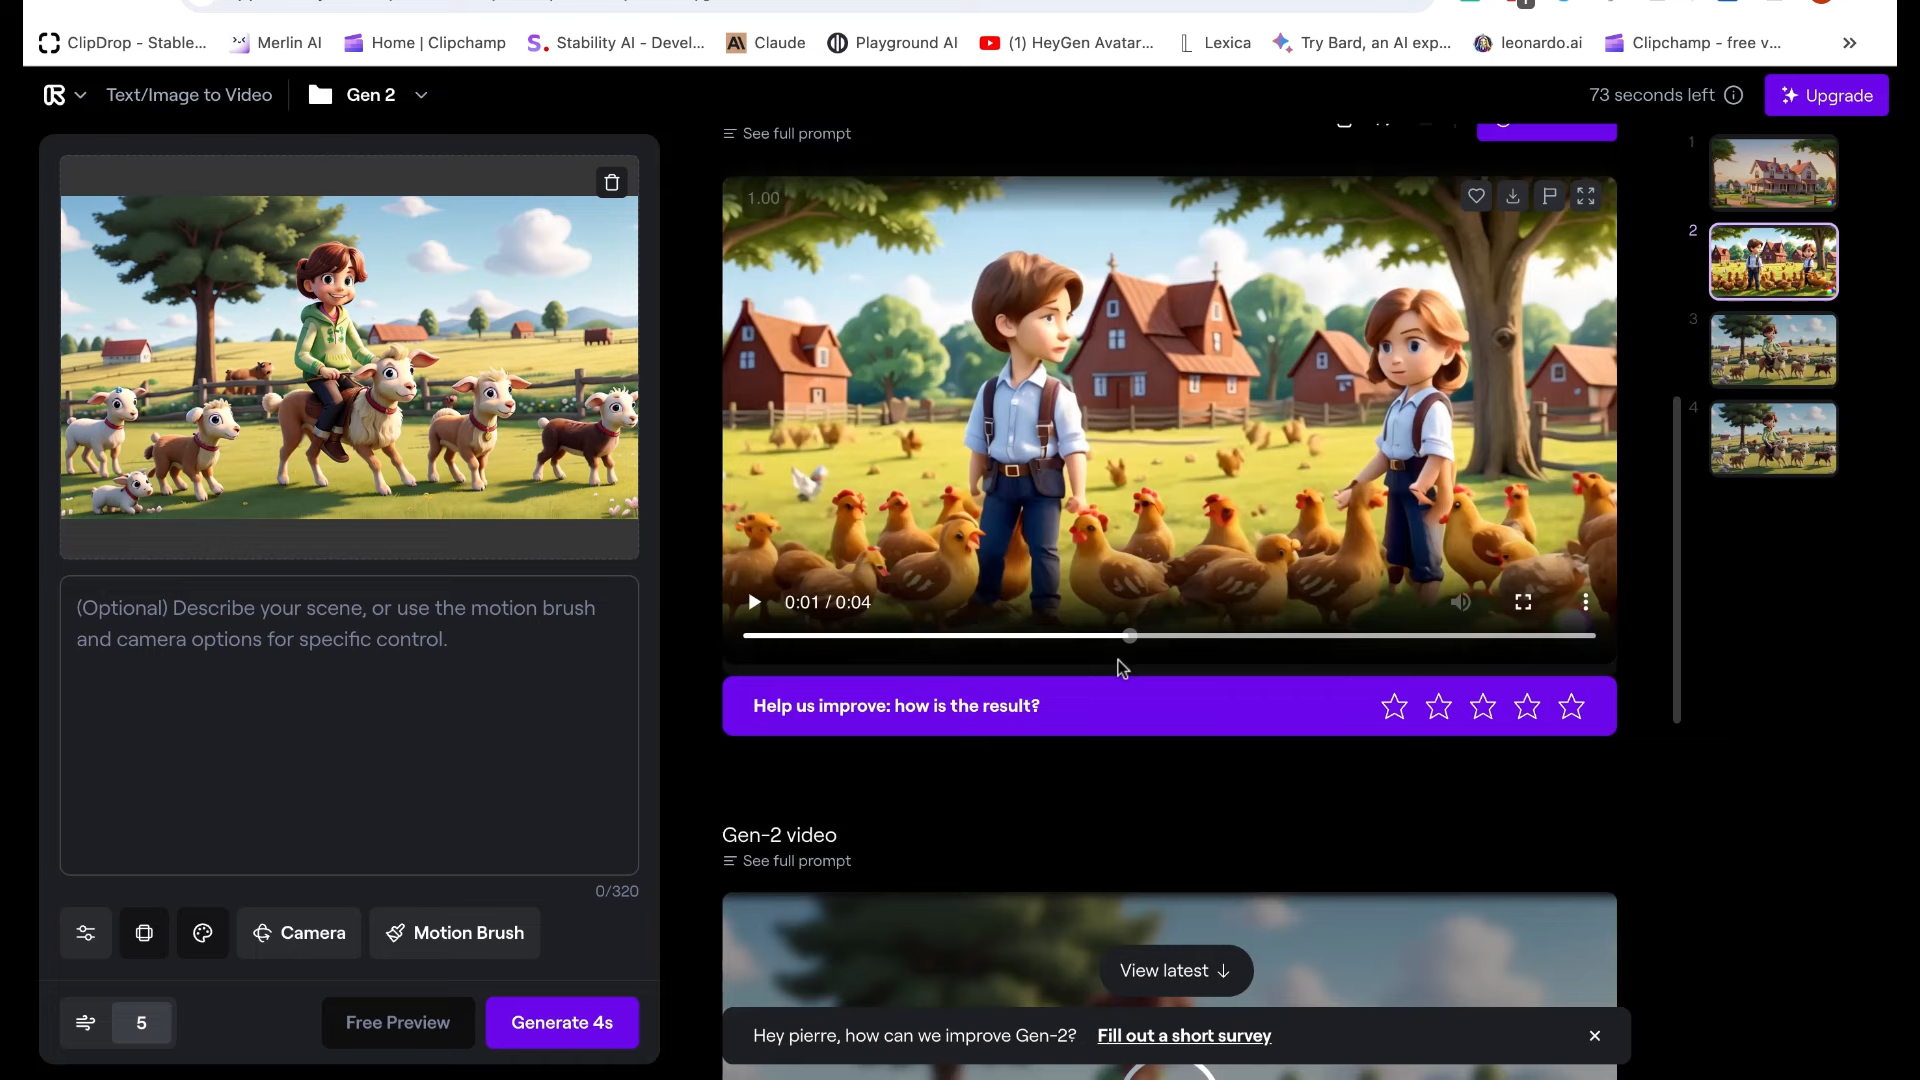 ClipDrop - Stable...
Merlin AI
Home | Clipchamp
Stability AI - Devel...
Claude
Playground AI
(1) HeyGen Avatar...
Lexica
Try Bard, an AI exp...
leonardo.ai
Clipchamp - free v...
Text/Image to Video
Gen 2
73 seconds left
Upgrade
See full prompt
1.00
0:01 / 0:04
Help us improve: how is the result?
1
2
3
4
(Optional) Describe your scene, or use the motion brush
and camera options for specific control.
0/320
Camera
Motion Brush
5
Free Preview
Generate 4s
Gen-2 video
See full prompt
View latest ↓
Hey pierre, how can we improve Gen-2? Fill out a short survey